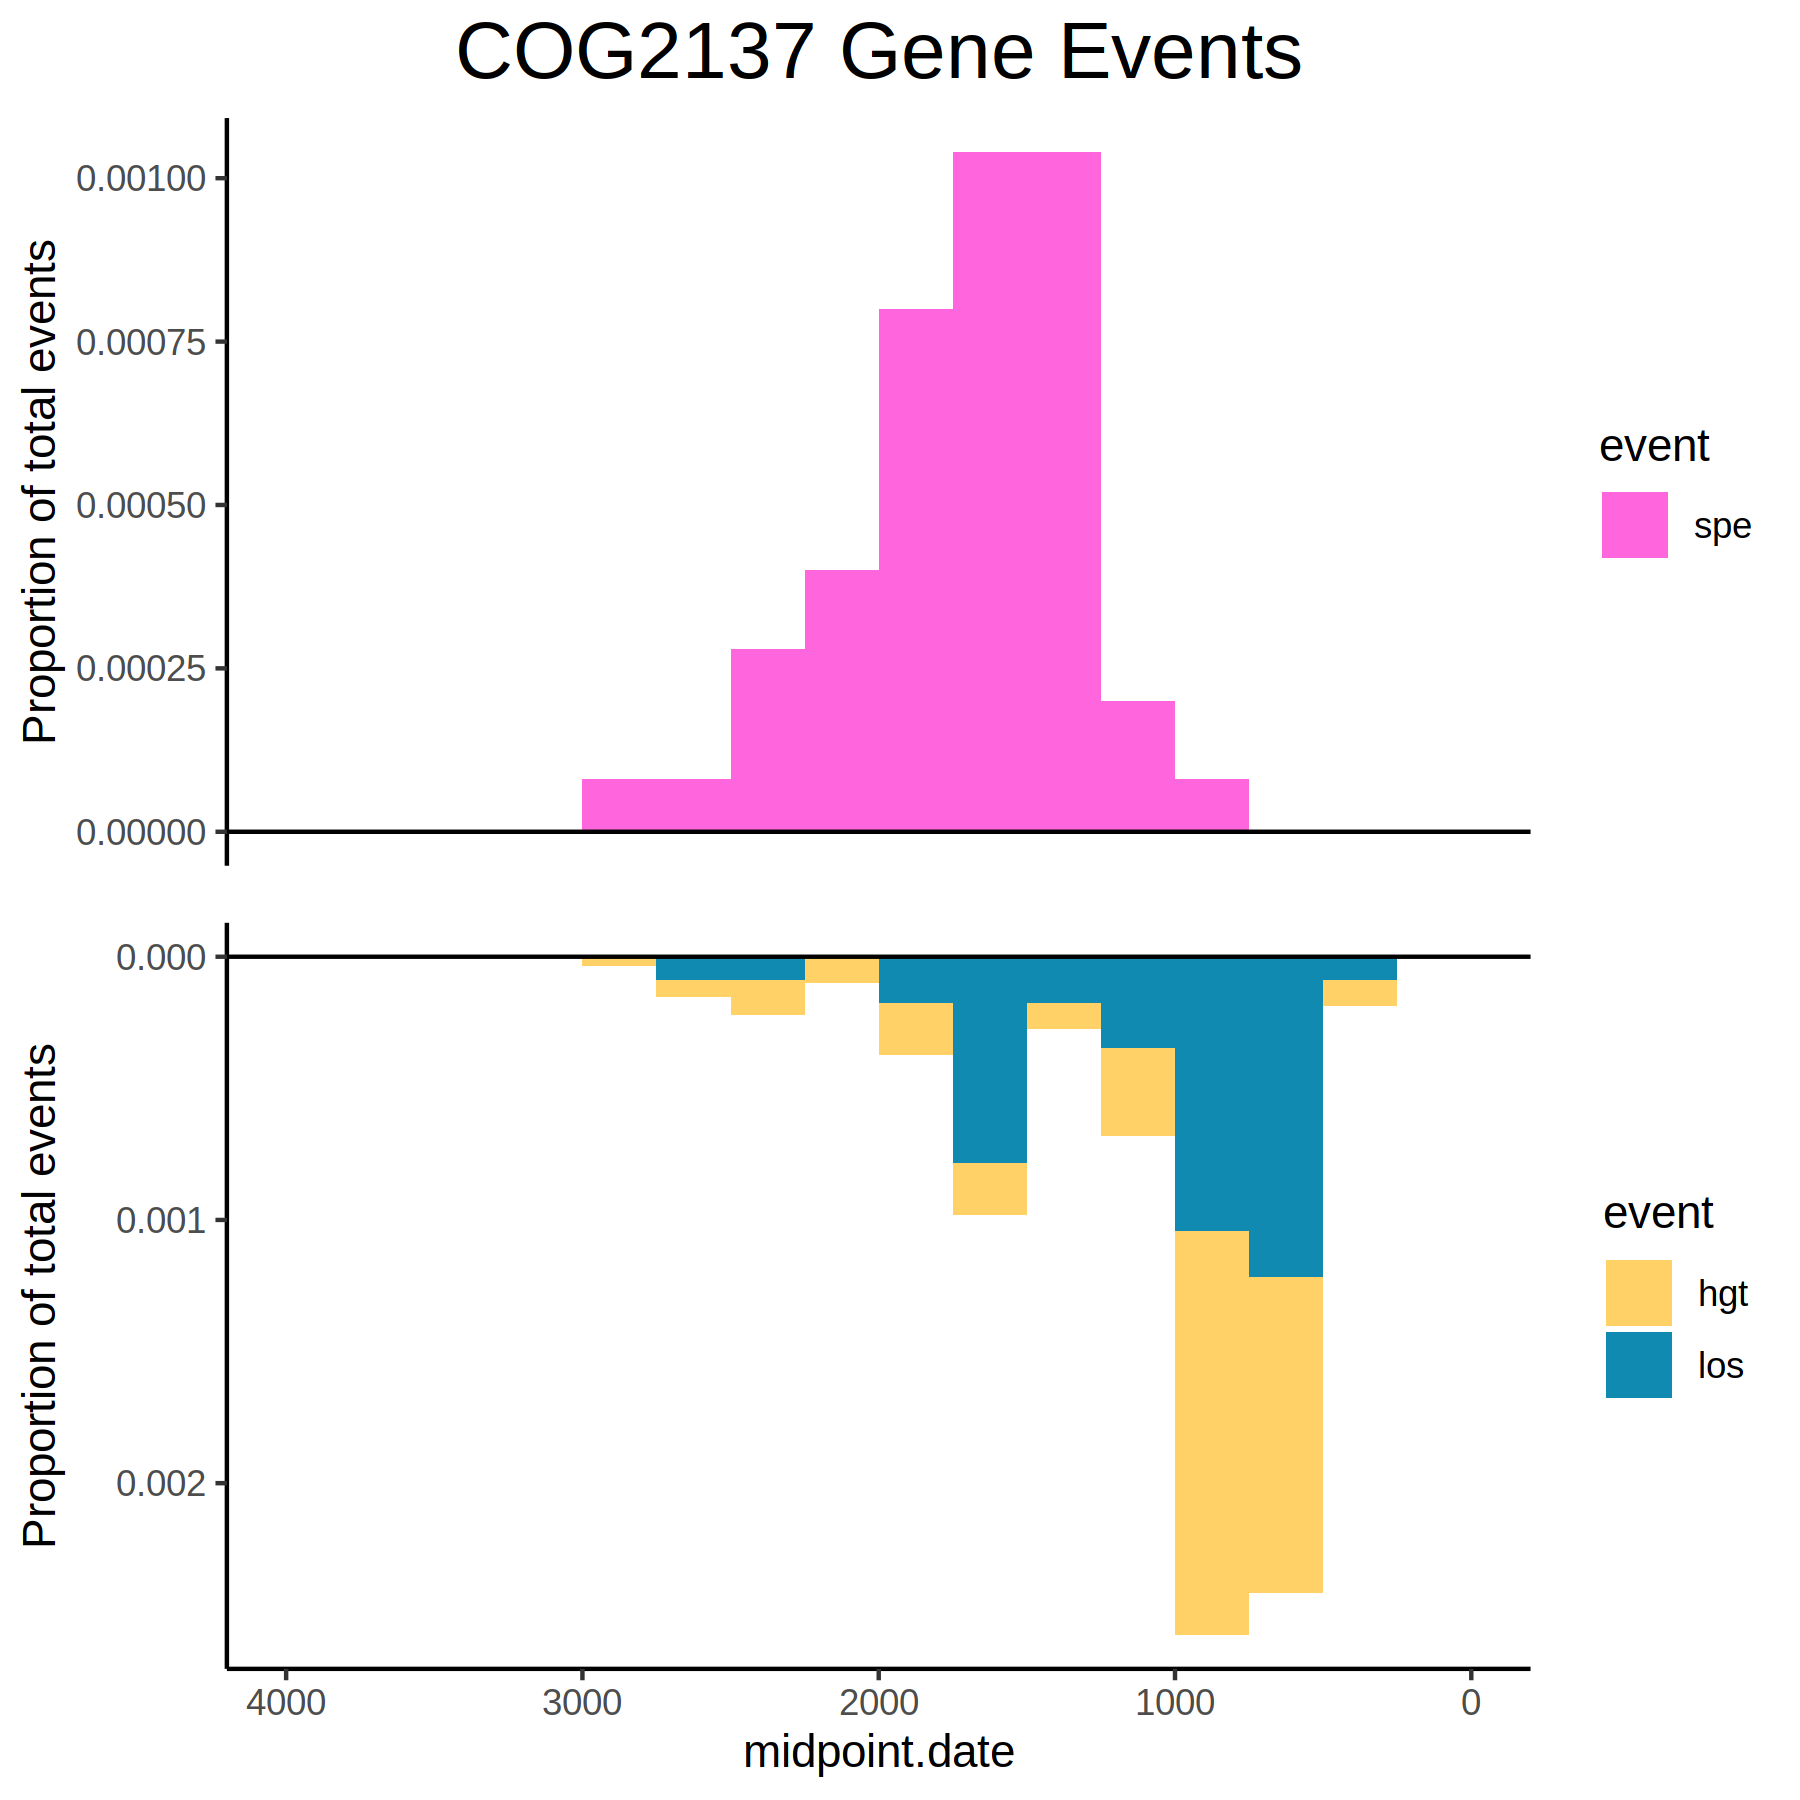 COG2137 Gene Events
Proportion of total events
0.00100
0.00075
0.00050
0.00025
0.00000
event
spe
Proportion of total events
0.000
0.001
0.002
event
hgt
los
4000 3000 2000 1000 0
midpoint.date